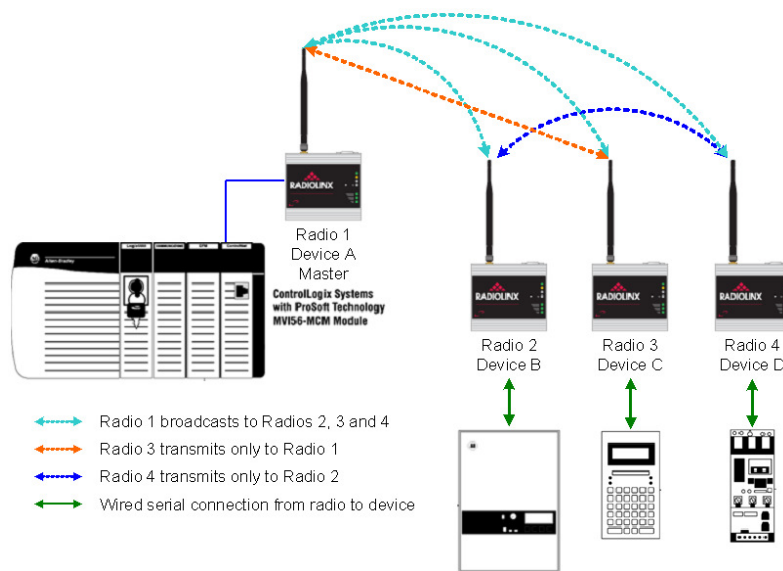 RADIOLINX
Radio 1
Device A
Master
Allen-Bradley
ControlLogix Systems
with ProSoft Technology
MVI56-MCM Module
RADIOLINX
RADIOLINX
RADIOLINX
Radio 2
Device B
Radio 3
Device C
Radio 4
Device D
Radio 1 broadcasts to Radios 2, 3 and 4
Radio 3 transmits only to Radio 1
Radio 4 transmits only to Radio 2
Wired serial connection from radio to device